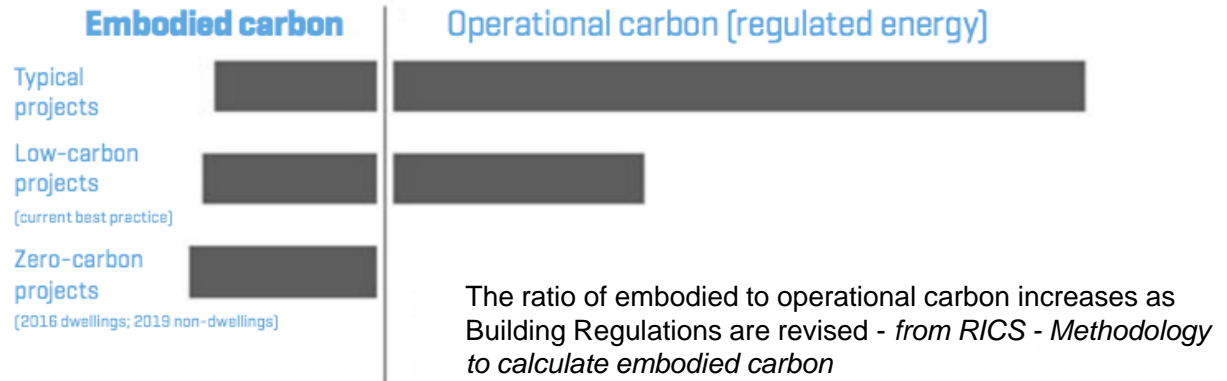 Embodied carbon
Operational carbon (regulated energy)
Typical
projects
Low-carbon
projects
(current best practice)
Zero-carbon
projects
(2016 dwellings; 2019 non-dwellings)
The ratio of embodied to operational carbon increases as
Building Regulations are revised - from RICS - Methodology
to calculate embodied carbon